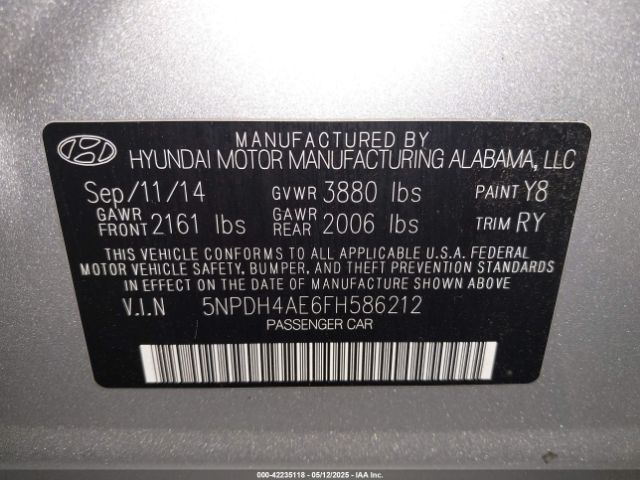 MANUFACTURED BY
HYUNDAI MOTOR MANUFACTURING ALABAMA, LLC
Sep/11/14 GVWR 3880 lbs PAINT Y8
GAWR FRONT 2161 lbs GAWR REAR 2006 lbs TRIM RY
THIS VEHICLE CONFORMS TO ALL APPLICABLE U.S.A. FEDERAL
MOTOR VEHICLE SAFETY, BUMPER, AND THEFT PREVENTION STANDARDS
IN EFFECT ON THE DATE OF MANUFACTURE SHOWN ABOVE
V.I.N 5NPDH4AE6FH586212
PASSENGER CAR
000-42235118 - 05/12/2025 - IAA Inc.